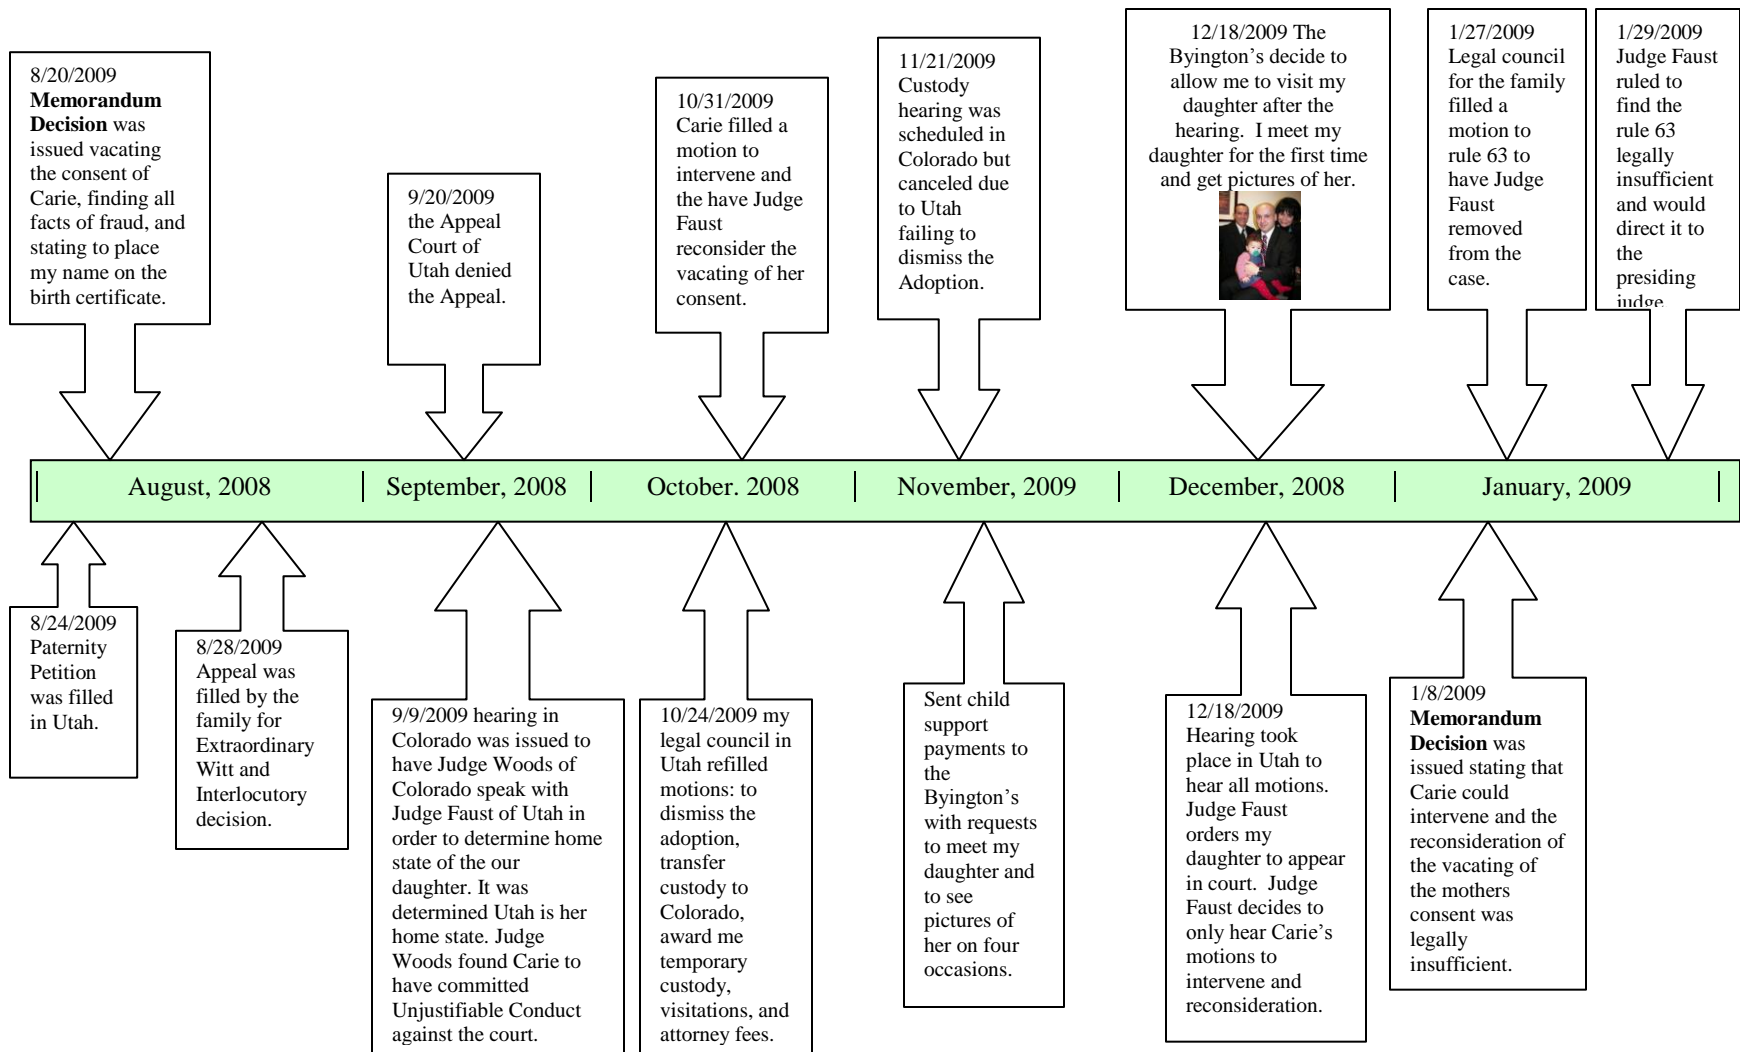 8/20/2009
Memorandum
Decision was
issued vacating
the consent of
Carie, finding all
facts of fraud, and
stating to place
my name on the
birth certificate.
9/20/2009
the Appeal
Court of
Utah denied
the Appeal.
10/31/2009
Carie filled a
motion to
intervene and
the have Judge
Faust
reconsider the
vacating of her
consent.
11/21/2009
Custody
hearing was
scheduled in
Colorado but
canceled due
to Utah
failing to
dismiss the
Adoption.
12/18/2009 The
Byington’s decide to
allow me to visit my
daughter after the
hearing. I meet my
daughter for the first time
and get pictures of her.
1/27/2009
Legal council
for the family
filled a
motion to
rule 63 to
have Judge
Faust
removed
from the
case.
1/29/2009
Judge Faust
ruled to
find the
rule 63
legally
insufficient
and would
direct it to
the
presiding
judge
August, 2008
September, 2008
October. 2008
November, 2009
December, 2008
January, 2009
8/24/2009
Paternity
Petition
was filled
in Utah.
8/28/2009
Appeal was
filled by the
family for
Extraordinary
Witt and
Interlocutory
decision.
9/9/2009 hearing in
Colorado was issued to
have Judge Woods of
Colorado speak with
Judge Faust of Utah in
order to determine home
state of the our
daughter. It was
determined Utah is her
home state. Judge
Woods found Carie to
have committed
Unjustifiable Conduct
against the court.
10/24/2009 my
legal council in
Utah refilled
motions: to
dismiss the
adoption,
transfer
custody to
Colorado,
award me
temporary
custody,
visitations, and
attorney fees.
Sent child
support
payments to
the
Byington’s
with requests
to meet my
daughter and
to see
pictures of
her on four
occasions.
12/18/2009
Hearing took
place in Utah to
hear all motions.
Judge Faust
orders my
daughter to appear
in court. Judge
Faust decides to
only hear Carie’s
motions to
intervene and
reconsideration.
1/8/2009
Memorandum
Decision was
issued stating that
Carie could
intervene and the
reconsideration of
the vacating of
the mothers
consent was
legally
insufficient.